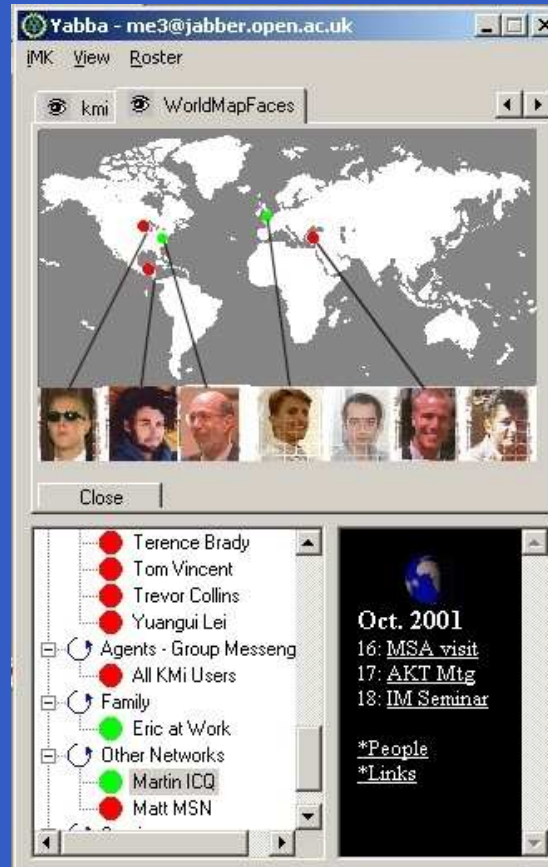 Yabba - me3@jabber.open.ac.uk
iMK View Roster
kmi WorldMapFaces
Close
Terence Brady
Tom Vincent
Trevor Collins
Yuangui Lei
Agents - Group Messeng
All KMi Users
Family
Eric at Work
Other Networks
Martin ICQ
Matt MSN
Oct. 2001
16: MSA visit
17: AKT Mtg
18: IM Seminar
*People
*Links